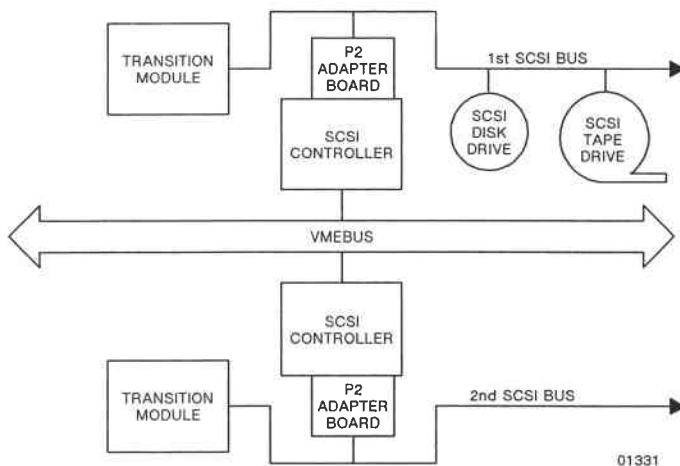 TRANSITION
MODULE
P2
ADAPTER
BOARD
1st SCSI BUS
SCSI
CONTROLLER
SCSI
DISK
DRIVE
SCSI
TAPE
DRIVE
VMEBUS
SCSI
CONTROLLER
TRANSITION
MODULE
P2
ADAPTER
BOARD
2nd SCSI BUS
01331